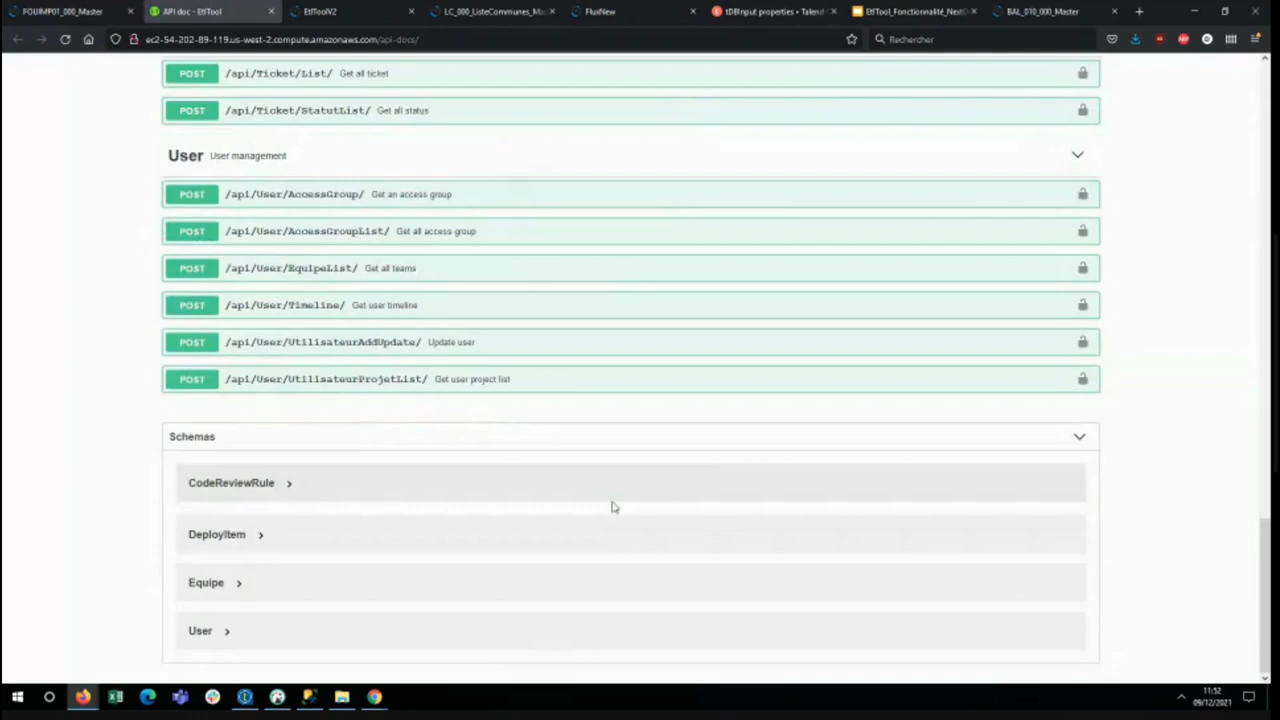 FOUIMP01_000_Master
API doc - EtlTool
EtlToolV2
LC_000_ListeCommunes_Ma
FluxNew
tDBInput properties • Talend
EtlTool_Fonctionnalité_NextD
BAL_010_000_Master
ec2-54-202-89-119.us-west-2.compute.amazonaws.com/api-docs/
Rechercher
POST /api/Ticket/List/ Get all ticket
POST /api/Ticket/StatutList/ Get all status
User User management
POST /api/User/AccessGroup/ Get an access group
POST /api/User/AccessGroupList/ Get all access group
POST /api/User/EquipeList/ Get all teams
POST /api/User/Timeline/ Get user timeline
POST /api/User/UtilisateurAddUpdate/ Update user
POST /api/User/UtilisateurProjetList/ Get user project list
Schemas
CodeReviewRule
DeployItem
Equipe
User
11:52
09/12/2021